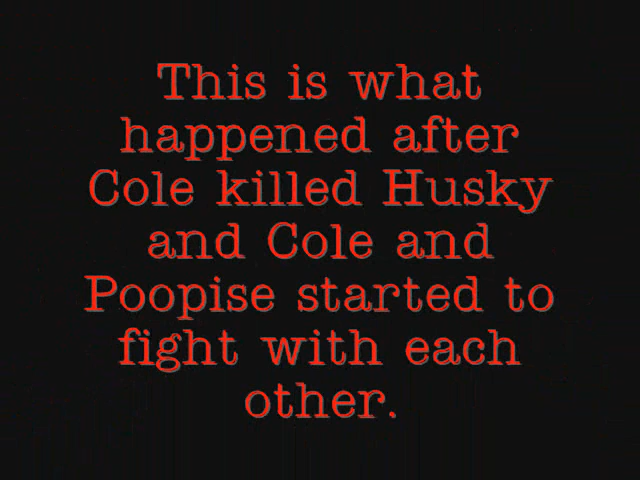 This is what
happened after
Cole killed Husky
and Cole and
Poopise started to
fight with each
other.